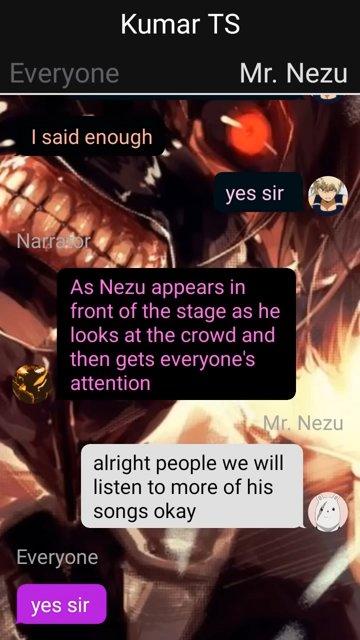 Kumar TS
Everyone
Mr. Nezu
I said enough
yes sir
Narrator
As Nezu appears in
front of the stage as he
looks at the crowd and
then gets everyone's
attention
Mr. Nezu
alright people we will
listen to more of his
songs okay
Everyone
yes sir